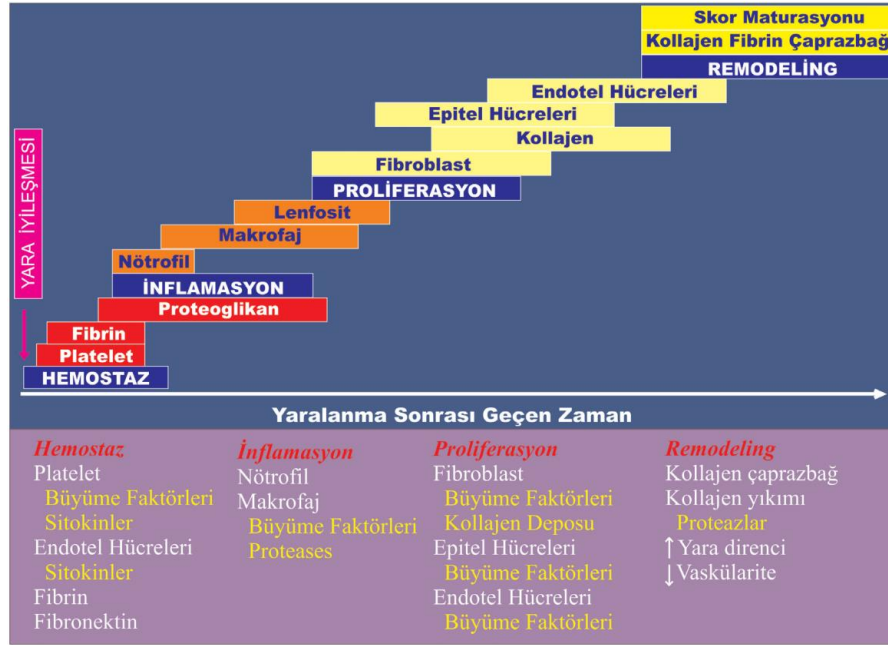 Skor Maturasyonu
Kollajen Fibrin Çaprazbağ
REMODELİNG
Endotel Hücreleri
Epitel Hücreleri
Kollajen
Fibroblast
PROLİFERASYON
Lenfosit
Makrofaj
Nötrofil
İNFLAMASYON
Proteoglikan
Fibrin
Platelet
HEMOSTAZ
YARA İYİLEŞMESİ
Yaralanma Sonrası Geçen Zaman
Hemostaz
Platelet
Büyüme Faktörleri
Sitokinler
Endotel Hücreleri
Sitokinler
Fibrin
Fibronektin
İnflamasyon
Nötrofil
Makrofaj
Büyüme Faktörleri
Proteases
Proliferasyon
Fibroblast
Büyüme Faktörleri
Kollajen Deposu
Epitel Hücreleri
Büyüme Faktörleri
Endotel Hücreleri
Büyüme Faktörleri
Remodeling
Kollajen çaprazbağ
Kollajen yıkımı
Proteazlar
↑ Yara direnci
↓ Vaskülarite